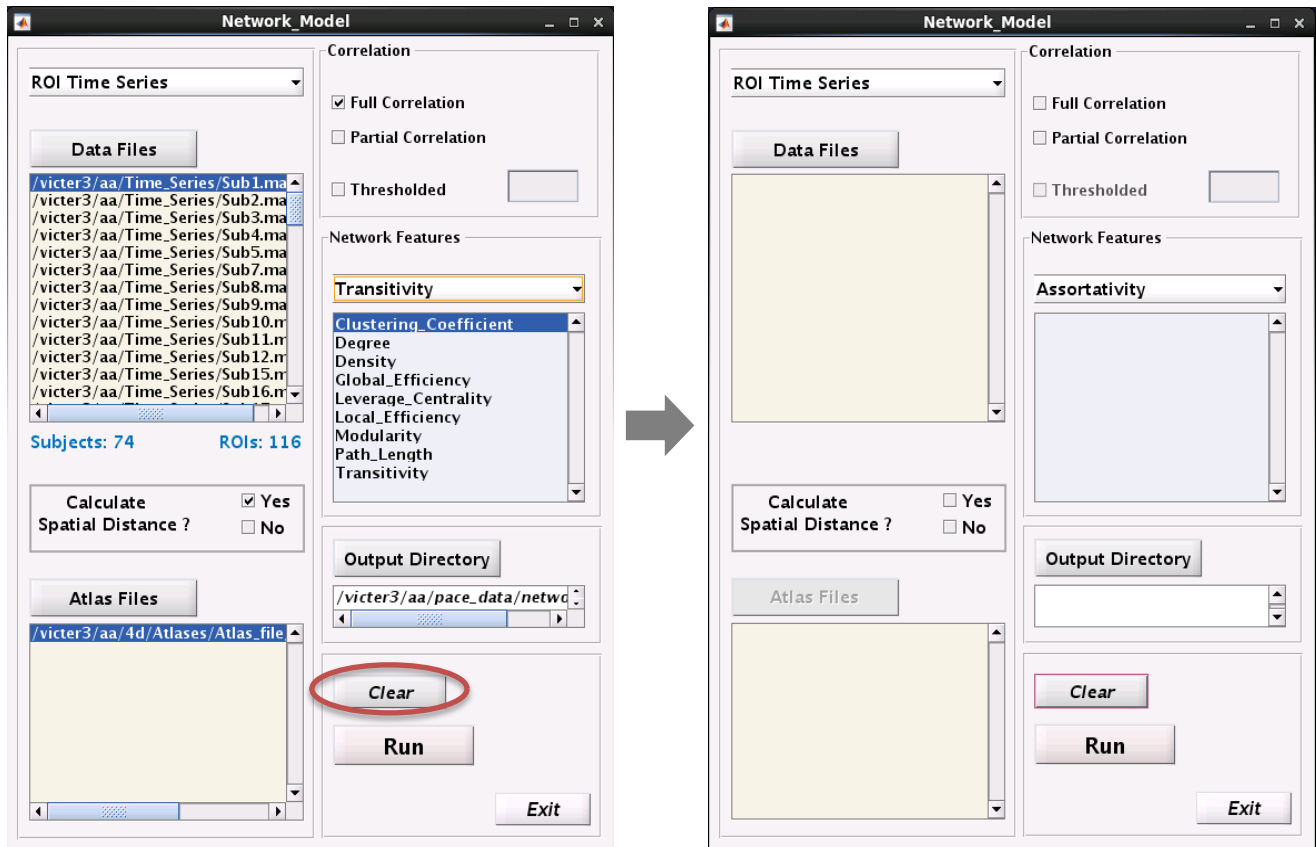 Network_Model
ROI Time Series
Data Files
/victer3/aa/Time_Series/Sub1.ma
/victer3/aa/Time_Series/Sub2.ma
/victer3/aa/Time_Series/Sub3.ma
/victer3/aa/Time_Series/Sub4.ma
/victer3/aa/Time_Series/Sub5.ma
/victer3/aa/Time_Series/Sub7.ma
/victer3/aa/Time_Series/Sub8.ma
/victer3/aa/Time_Series/Sub9.ma
/victer3/aa/Time_Series/Sub10.m
/victer3/aa/Time_Series/Sub11.m
/victer3/aa/Time_Series/Sub12.m
/victer3/aa/Time_Series/Sub15.m
/victer3/aa/Time_Series/Sub16.m
Subjects: 74 ROIs: 116
Calculate
Spatial Distance ?
Yes
No
Atlas Files
/victer3/aa/4d/Atlases/Atlas_file
Correlation
Full Correlation
Partial Correlation
Thresholded
Network Features
Transitivity
Clustering_Coefficient
Degree
Density
Global_Efficiency
Leverage_Centrality
Local_Efficiency
Modularity
Path_Length
Transitivity
Output Directory
/victer3/aa/pace_data/netwo
Clear
Run
Exit
Network_Model
ROI Time Series
Data Files
Calculate
Spatial Distance ?
Yes
No
Atlas Files
Correlation
Full Correlation
Partial Correlation
Thresholded
Network Features
Assortativity
Output Directory
Clear
Run
Exit